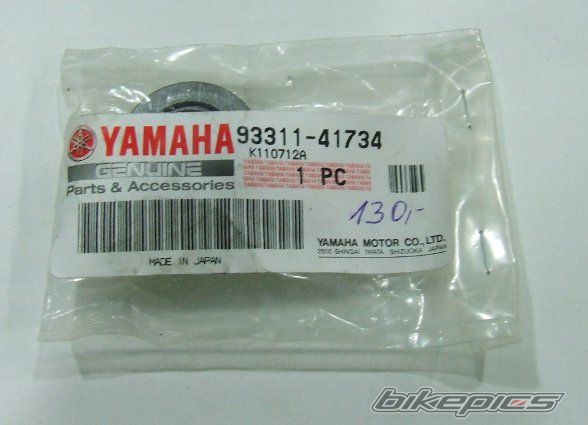 YAMAHA 93311-41734
K110712A
GENUINE
Parts & Accessories
1 PC
130,-
YAMAHA MOTOR CO., LTD.
2500 SHINGAI IWATA SHIZUOKA JAPAN
MADE IN JAPAN
bikepics